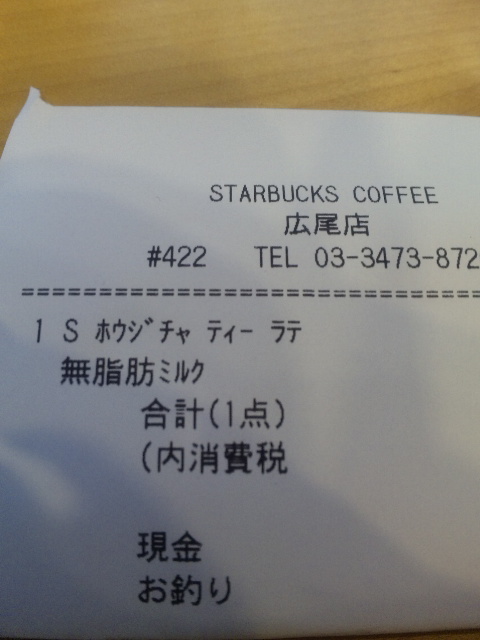 STARBUCKS COFFEE
広尾店
#422 TEL 03-3473-872
==============================
1 S ﾎｳｼﾞﾁｬ ﾃｨｰ ﾗﾃ
無脂肪ﾐﾙｸ
合計(1点)
(内消費税
現金
お釣り